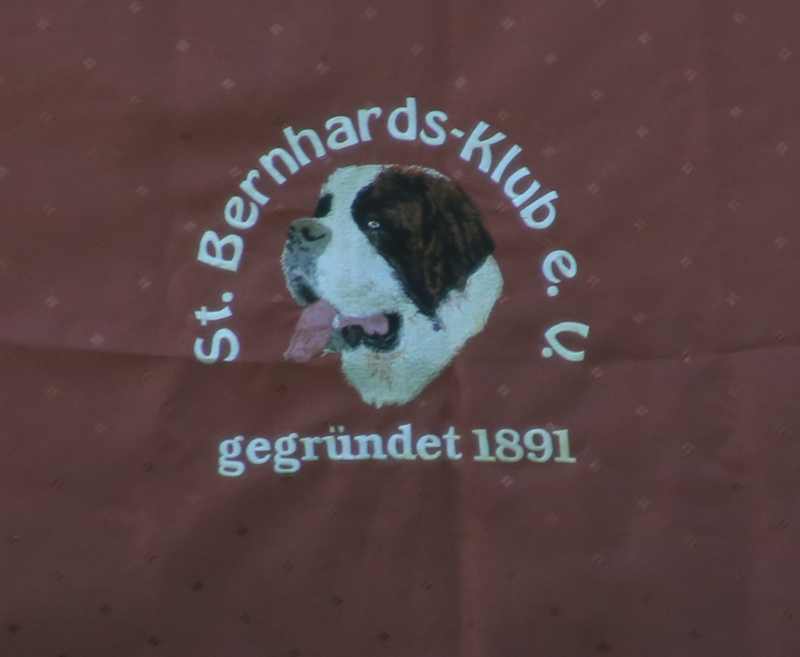 St. Bernhards-Klub e. V.
gegründet 1891